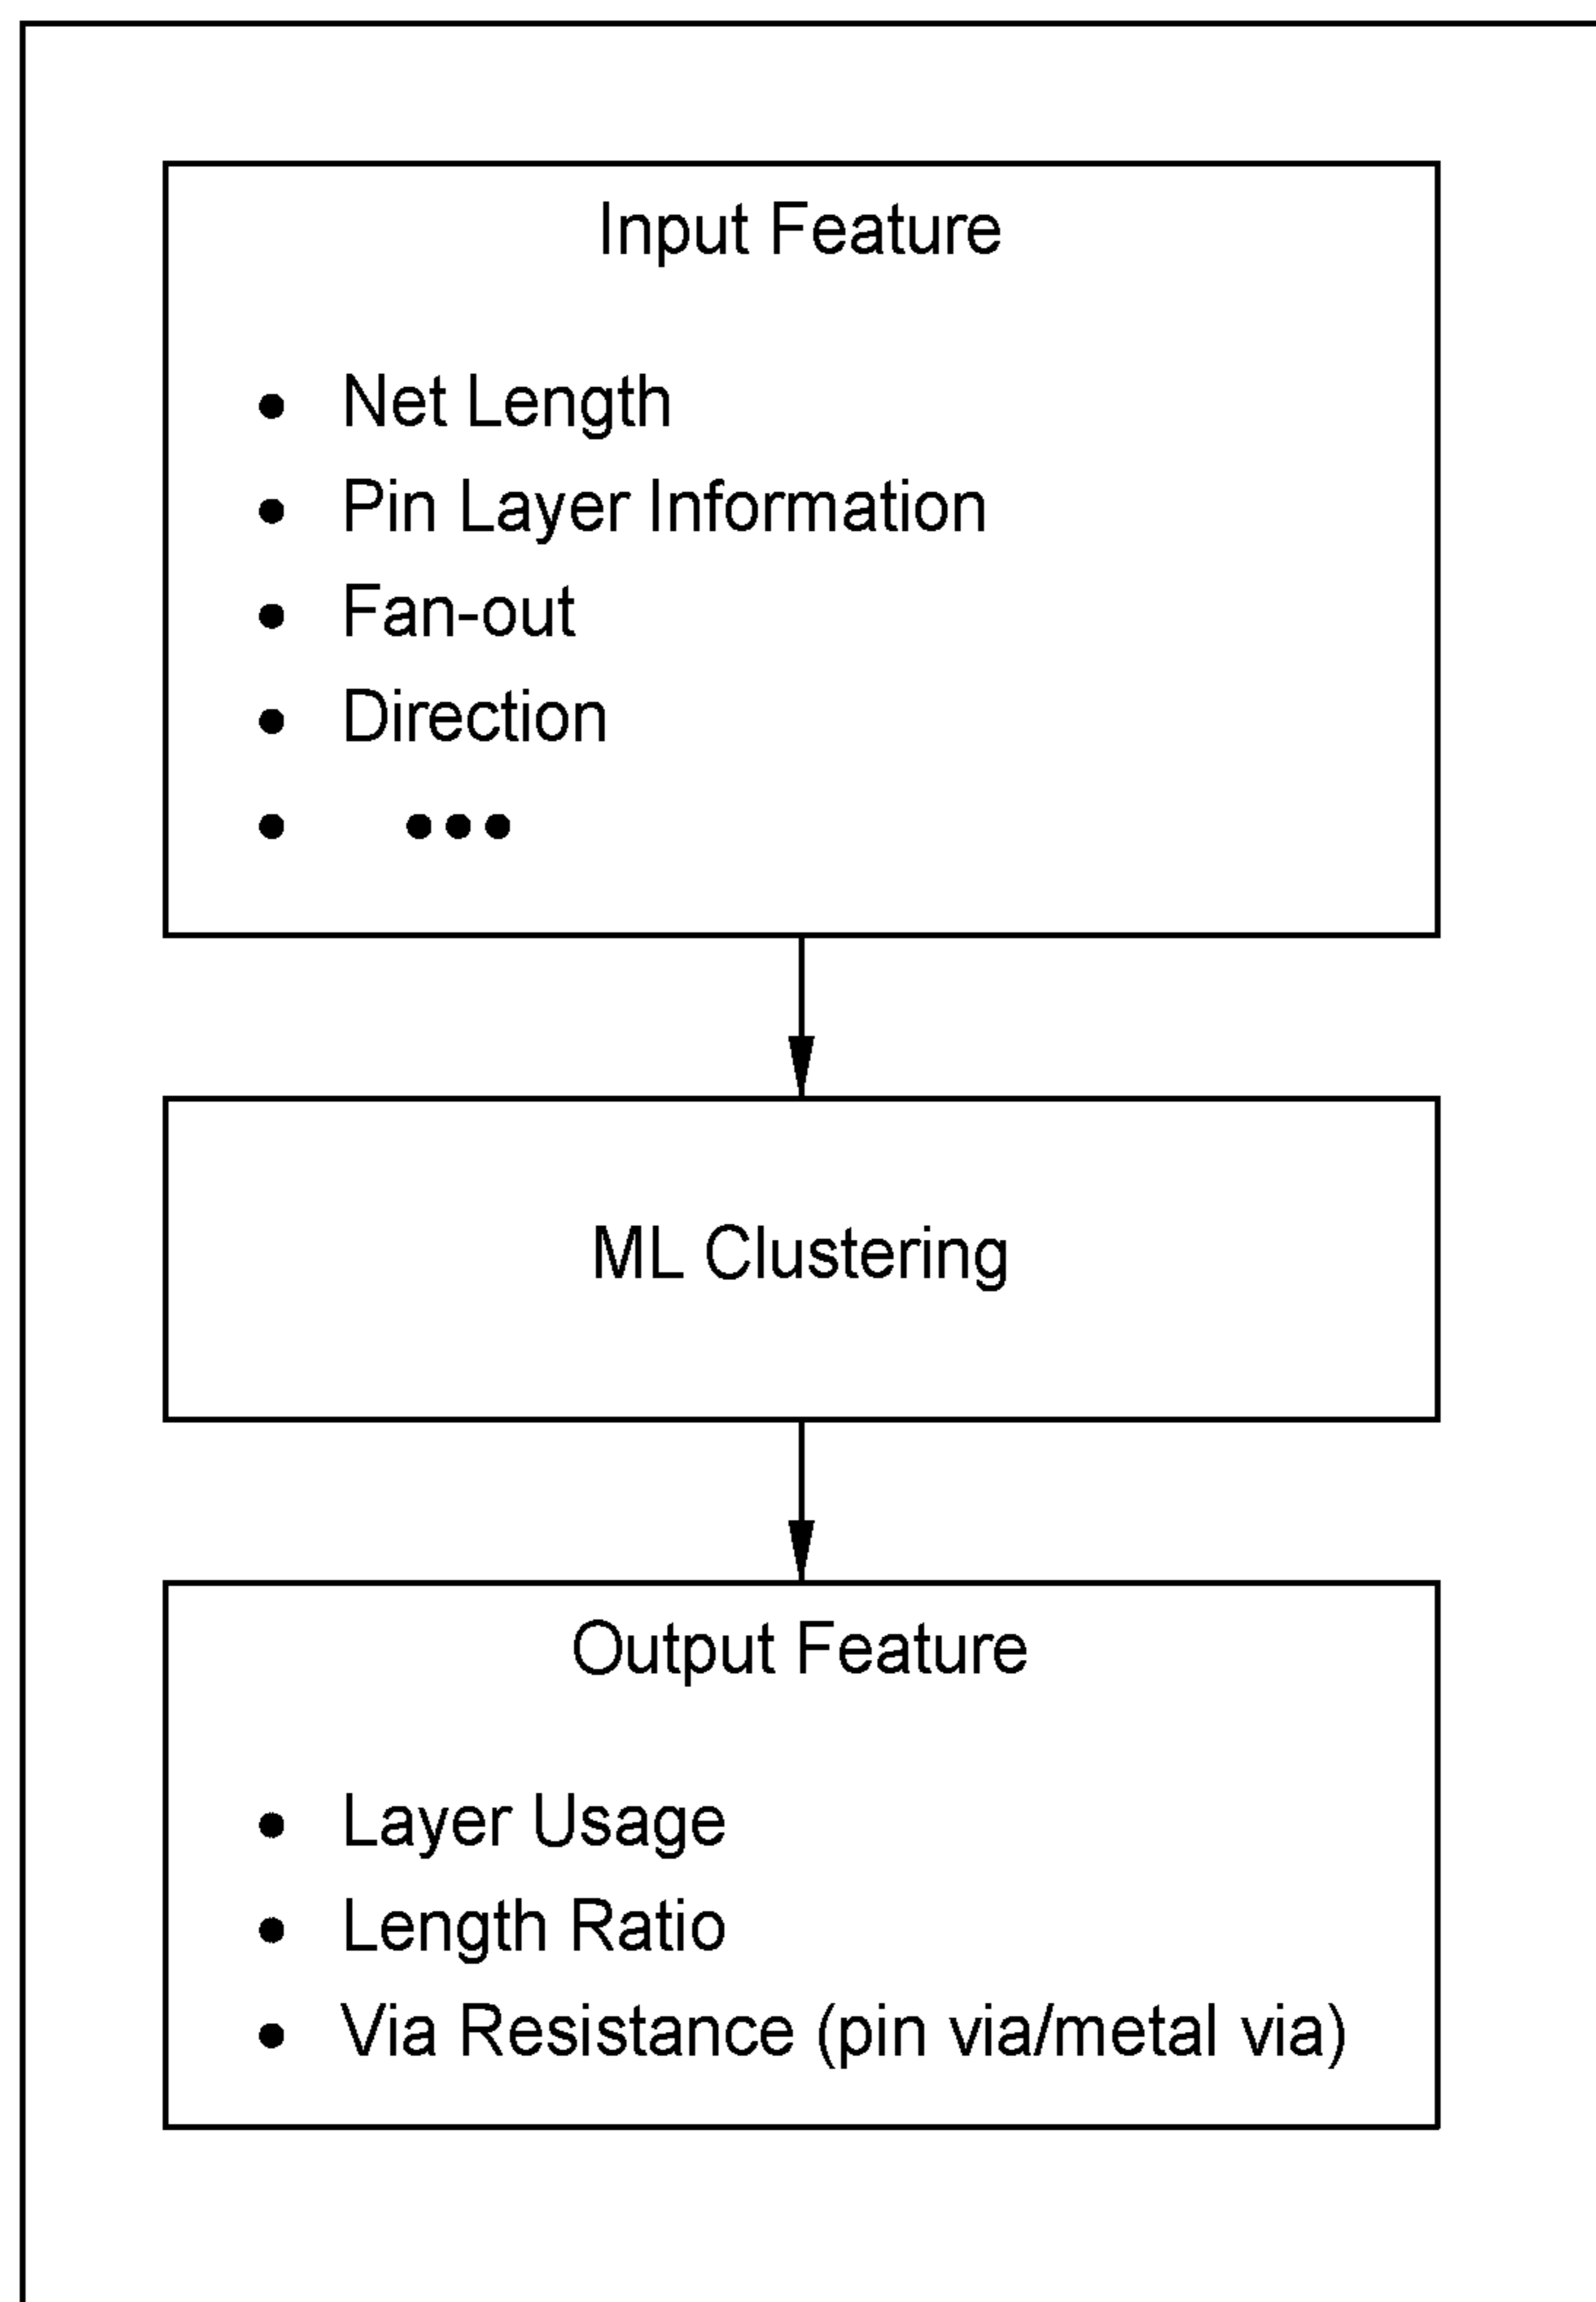 Input Feature
• Net Length
• Pin Layer Information
• Fan-out
• Direction
• •••
ML Clustering
Output Feature
• Layer Usage
• Length Ratio
• Via Resistance (pin via/metal via)